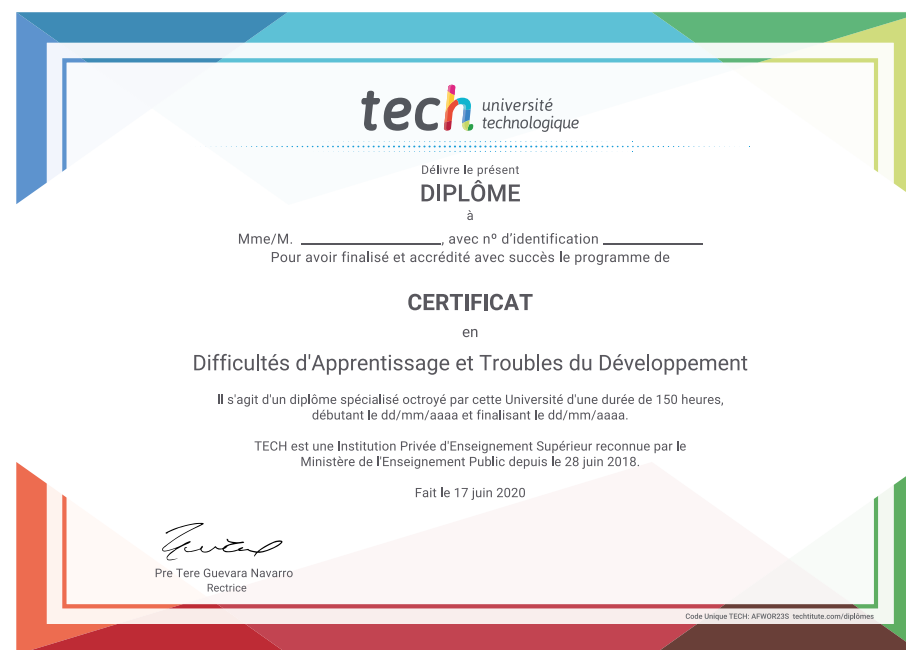 tech université
technologique
Délivre le présent
DIPLÔME
à
Mme/M. ____________, avec nº d'identification ____________
Pour avoir finalisé et accrédité avec succès le programme de
CERTIFICAT
en
Difficultés d'Apprentissage et Troubles du Développement
Il s'agit d'un diplôme spécialisé octroyé par cette Université d'une durée de 150 heures,
débutant le dd/mm/aaaa et finalisant le dd/mm/aaaa.
TECH est une Institution Privée d'Enseignement Supérieur reconnue par le
Ministère de l'Enseignement Public depuis le 28 juin 2018.
Fait le 17 juin 2020
Pre Tere Guevara Navarro
Rectrice
Code Unique TECH: AFWOR23S techtitute.com/diplômes